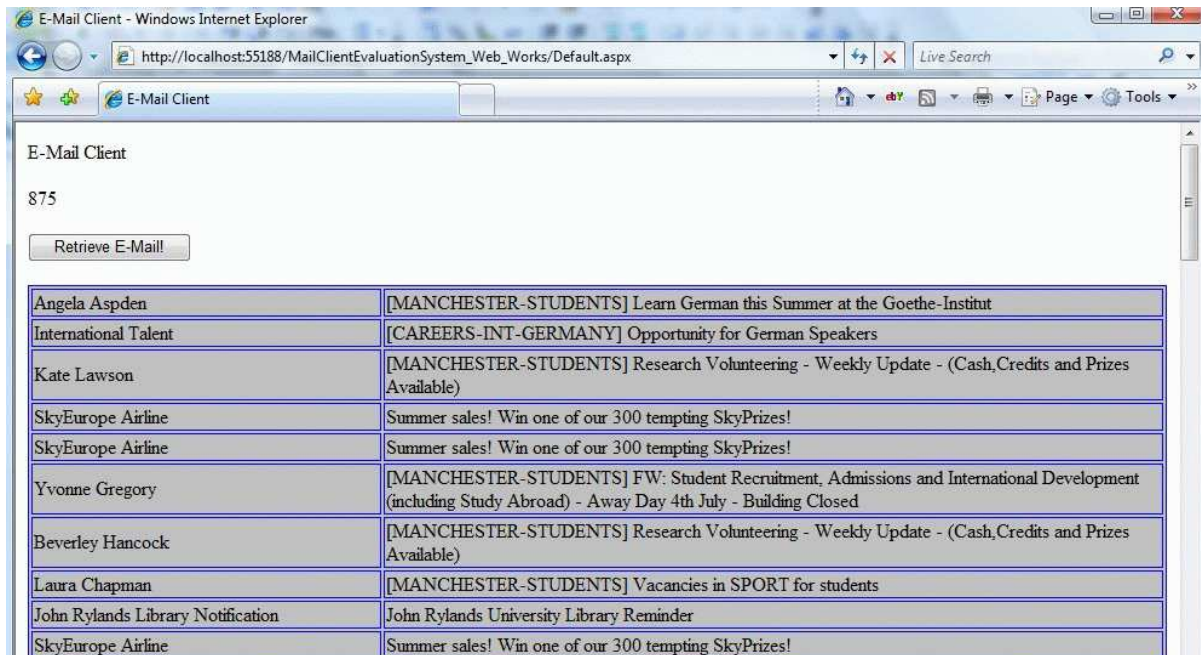 E-Mail Client - Windows Internet Explorer
http://localhost:55188/MailClientEvaluationSystem_Web_Works/Default.aspx
Live Search
E-Mail Client
ebY
Page
Tools
E-Mail Client
875
Retrieve E-Mail!
Angela Aspden [MANCHESTER-STUDENTS] Learn German this Summer at the Goethe-Institut
International Talent [CAREERS-INT-GERMANY] Opportunity for German Speakers
Kate Lawson [MANCHESTER-STUDENTS] Research Volunteering - Weekly Update - (Cash,Credits and Prizes
Available)
SkyEurope Airline Summer sales! Win one of our 300 tempting SkyPrizes!
SkyEurope Airline Summer sales! Win one of our 300 tempting SkyPrizes!
Yvonne Gregory [MANCHESTER-STUDENTS] FW: Student Recruitment, Admissions and International Development
(including Study Abroad) - Away Day 4th July - Building Closed
Beverley Hancock [MANCHESTER-STUDENTS] Research Volunteering - Weekly Update - (Cash,Credits and Prizes
Available)
Laura Chapman [MANCHESTER-STUDENTS] Vacancies in SPORT for students
John Rylands Library Notification John Rylands University Library Reminder
SkyEurope Airline Summer sales! Win one of our 300 tempting SkyPrizes!